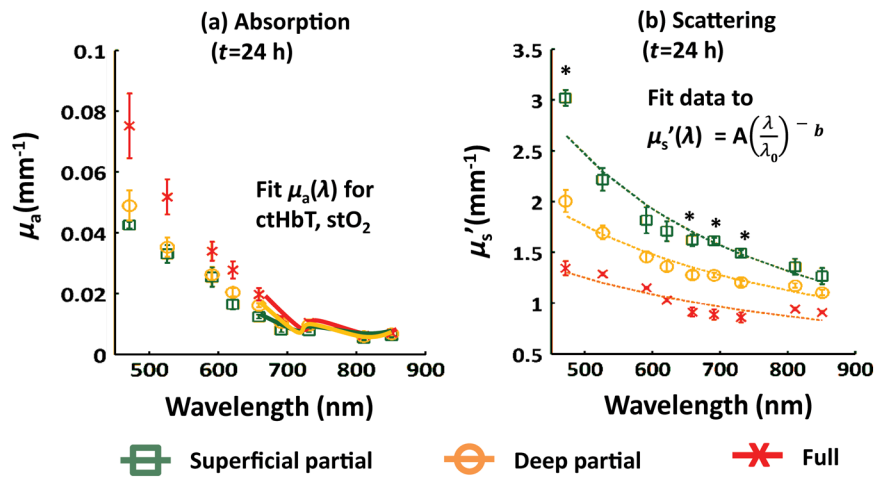 (a) Absorption
(t=24 h)
0.1
0.08
0.06
0.04
0.02
0
μa(mm-1)
Fit μa(λ) for
ctHbT, stO2
500 600 700 800 900
Wavelength (nm)
(b) Scattering
(t=24 h)
3.5
3
2.5
2
1.5
1
0.5
μs'(mm-1)
* * * *
Fit data to
μs'(λ) = A(λ/λ0)^- b
500 600 700 800 900
Wavelength (nm)
Superficial partial Deep partial Full